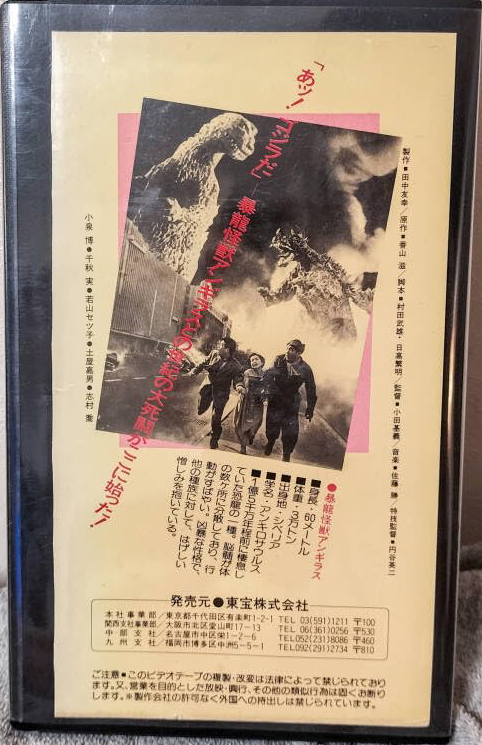 「あッ!ゴジラだ」
暴龍怪獣アンギラスとの世紀の大死闘がここに始った!
製作■田中友幸/原作■香山 滋/脚本■村田武雄・日高繁明/監督■小田基義/音楽■佐藤 勝/特技監督■円谷英二
小泉 博●千秋 実●若山セツ子●土屋嘉男●志村 喬
●暴龍怪獣アンギラス
■身長・60メートル
■体重・3万トン
■出身地・シベリア
■学名・アンキロサウルス
■1億5千万年程前に棲息し
ていた恐龍の一種。脳髄が体
の数ケ所に分散しており、行
動がすばやい。凶暴な性格で、
他の種族に対して、はげしい
憎しみを抱いている。
発売元●東宝株式会社
本社事業部/東京都千代田区有楽町1-2-1 TEL 03(591)1211 〒100
関西支社事業部/大阪市北区堂山町17-13 TEL 06(361)0256 〒530
中部支社/名古屋市中区栄1-2-6 TEL052(231)8086 〒460
九州支社/福岡市博多区中洲5-5-1 TEL092(291)2734 〒810
ご注意●このビデオテープの複製・改変は法律によって禁じられており
ます。又、営業を目的とした放映・興行、その他の類似行為は固くお断り
します。※製作会社の許可なく外国への持出しは禁じられています。